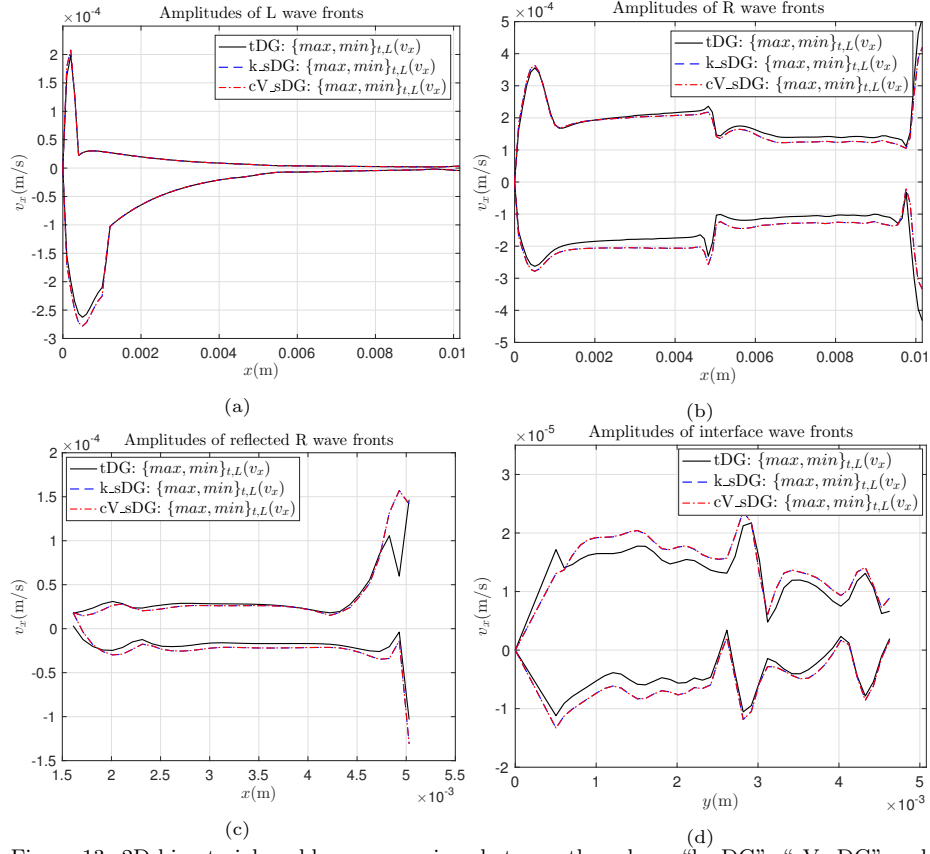 Amplitudes of L wave fronts
×10⁻⁴
tDG: {max, min}t,L(vx)
k_sDG: {max, min}t,L(vx)
cV_sDG: {max, min}t,L(vx)
2
1.5
1
0.5
0
-0.5
-1
-1.5
-2
-2.5
-3
vx(m/s)
0 0.002 0.004 0.006 0.008 0.01
x(m)
(a)
Amplitudes of R wave fronts
×10⁻⁴
tDG: {max, min}t,L(vx)
k_sDG: {max, min}t,L(vx)
cV_sDG: {max, min}t,L(vx)
5
4
3
2
1
0
-1
-2
-3
-4
-5
vx(m/s)
0 0.002 0.004 0.006 0.008 0.01
x(m)
(b)
Amplitudes of reflected R wave fronts
×10⁻⁴
tDG: {max, min}t,L(vx)
k_sDG: {max, min}t,L(vx)
cV_sDG: {max, min}t,L(vx)
2
1.5
1
0.5
0
-0.5
-1
-1.5
vx(m/s)
1.5 2 2.5 3 3.5 4 4.5 5 5.5
x(m)
×10⁻³
(c)
Amplitudes of interface wave fronts
×10⁻⁵
tDG: {max, min}t,L(vx)
k_sDG: {max, min}t,L(vx)
cV_sDG: {max, min}t,L(vx)
3
2
1
0
-1
-2
vx(m/s)
0 1 2 3 4 5
y(m)
×10⁻³
(d)